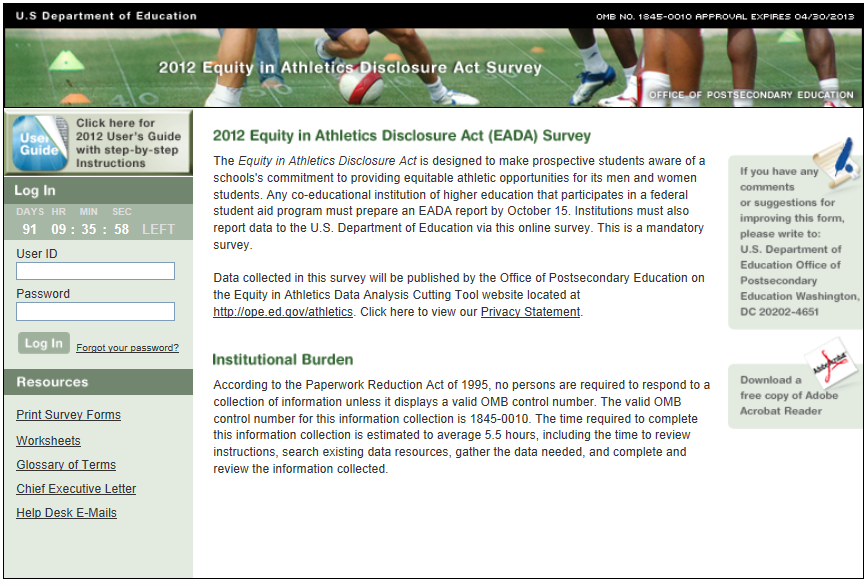 U.S Department of Education
OMB NO. 1845-0010 APPROVAL EXPIRES 04/30/2013
2012 Equity in Athletics Disclosure Act Survey
OFFICE OF POSTSECONDARY EDUCATION
User Guide
Click here for
2012 User's Guide
with step-by-step
Instructions
Log In
DAYS HR MIN SEC
91 09 : 35 : 58 LEFT
User ID
Password
Log In Forgot your password?
Resources
Print Survey Forms
Worksheets
Glossary of Terms
Chief Executive Letter
Help Desk E-Mails
2012 Equity in Athletics Disclosure Act (EADA) Survey
The Equity in Athletics Disclosure Act is designed to make prospective students aware of a
schools's commitment to providing equitable athletic opportunities for its men and women
students. Any co-educational institution of higher education that participates in a federal
student aid program must prepare an EADA report by October 15. Institutions must also
report data to the U.S. Department of Education via this online survey. This is a mandatory
survey.
Data collected in this survey will be published by the Office of Postsecondary Education on
the Equity in Athletics Data Analysis Cutting Tool website located at
http://ope.ed.gov/athletics. Click here to view our Privacy Statement.
Institutional Burden
According to the Paperwork Reduction Act of 1995, no persons are required to respond to a
collection of information unless it displays a valid OMB control number. The valid OMB
control number for this information collection is 1845-0010. The time required to complete
this information collection is estimated to average 5.5 hours, including the time to review
instructions, search existing data resources, gather the data needed, and complete and
review the information collected.
If you have any
comments
or suggestions for
improving this form,
please write to:
U.S. Department of
Education Office of
Postsecondary
Education Washington,
DC 20202-4651
Adobe Acrobat
Download a
free copy of Adobe
Acrobat Reader